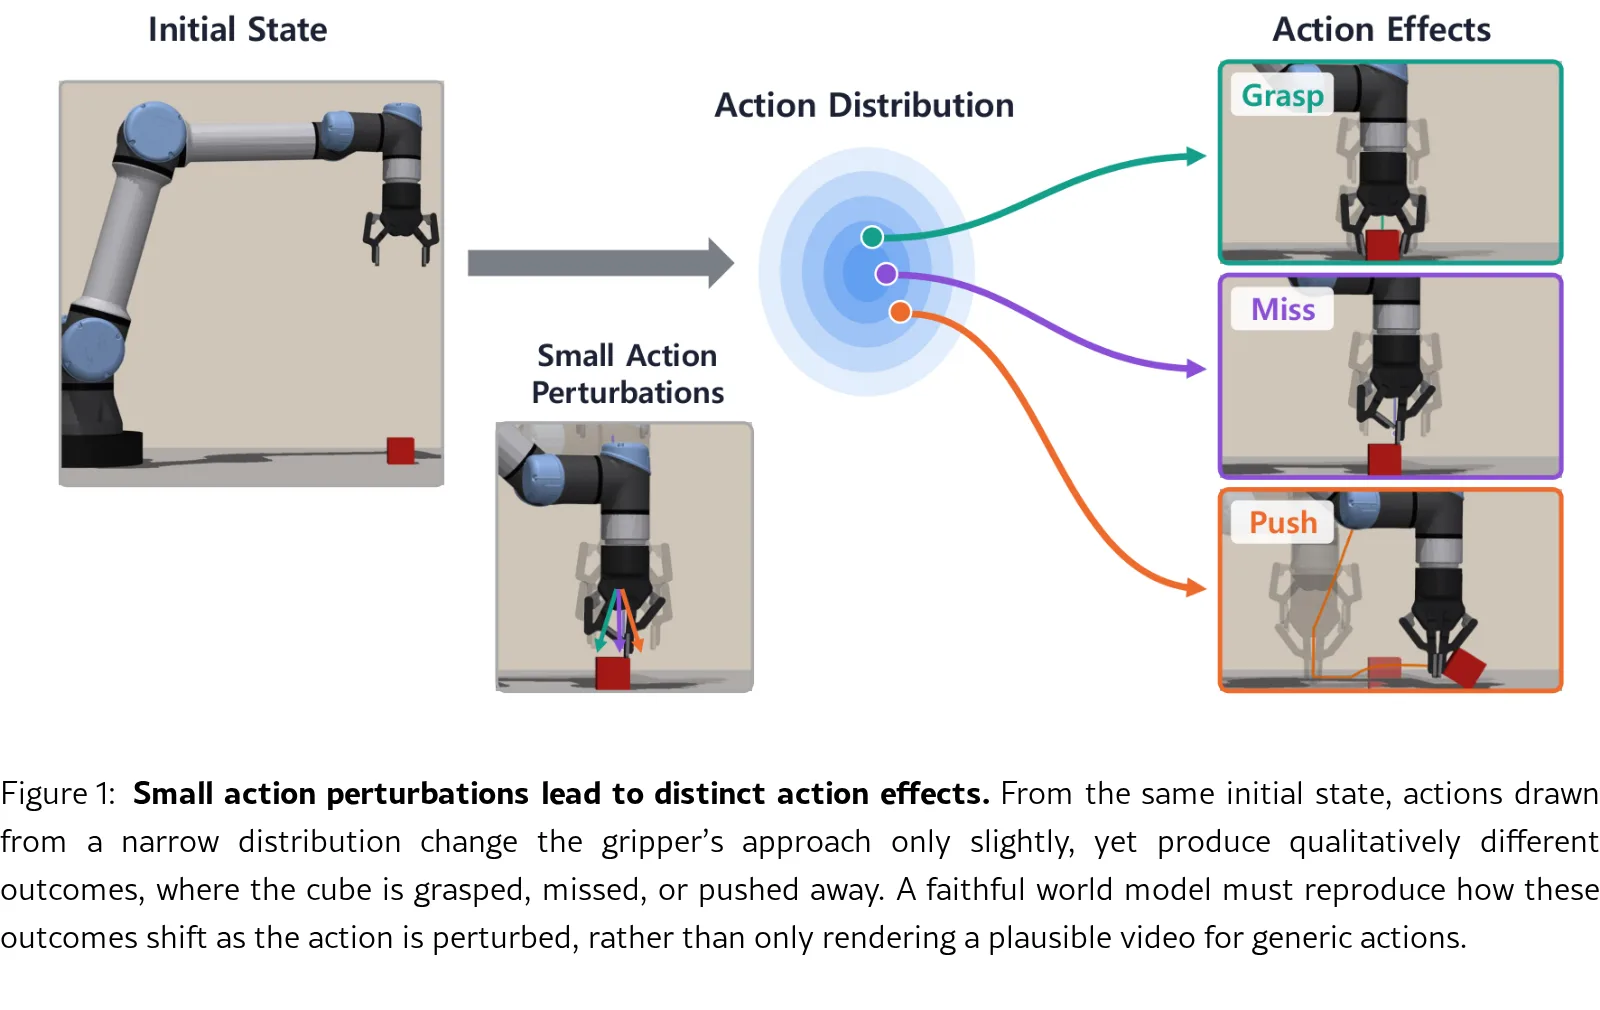 Initial State
Action Effects
Action Distribution
Grasp
Miss
Small Action
Perturbations
Push
Figure 1: Small action perturbations lead to distinct action effects. From the same initial state, actions drawn
from a narrow distribution change the gripper’s approach only slightly, yet produce qualitatively different
outcomes, where the cube is grasped, missed, or pushed away. A faithful world model must reproduce how these
outcomes shift as the action is perturbed, rather than only rendering a plausible video for generic actions.